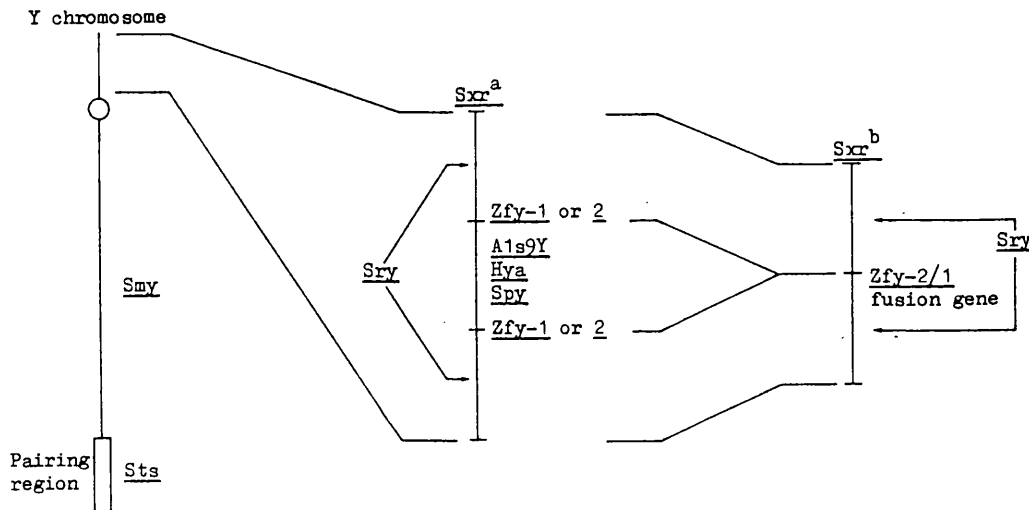 Y chromosome
Sxr^a
Sxr^b
Zfy-1 or 2
A1s9Y
Hya
Spy
Zfy-1 or 2
Sry
Sry
Zfy-2/1
fusion gene
Smy
Pairing
region
Sts